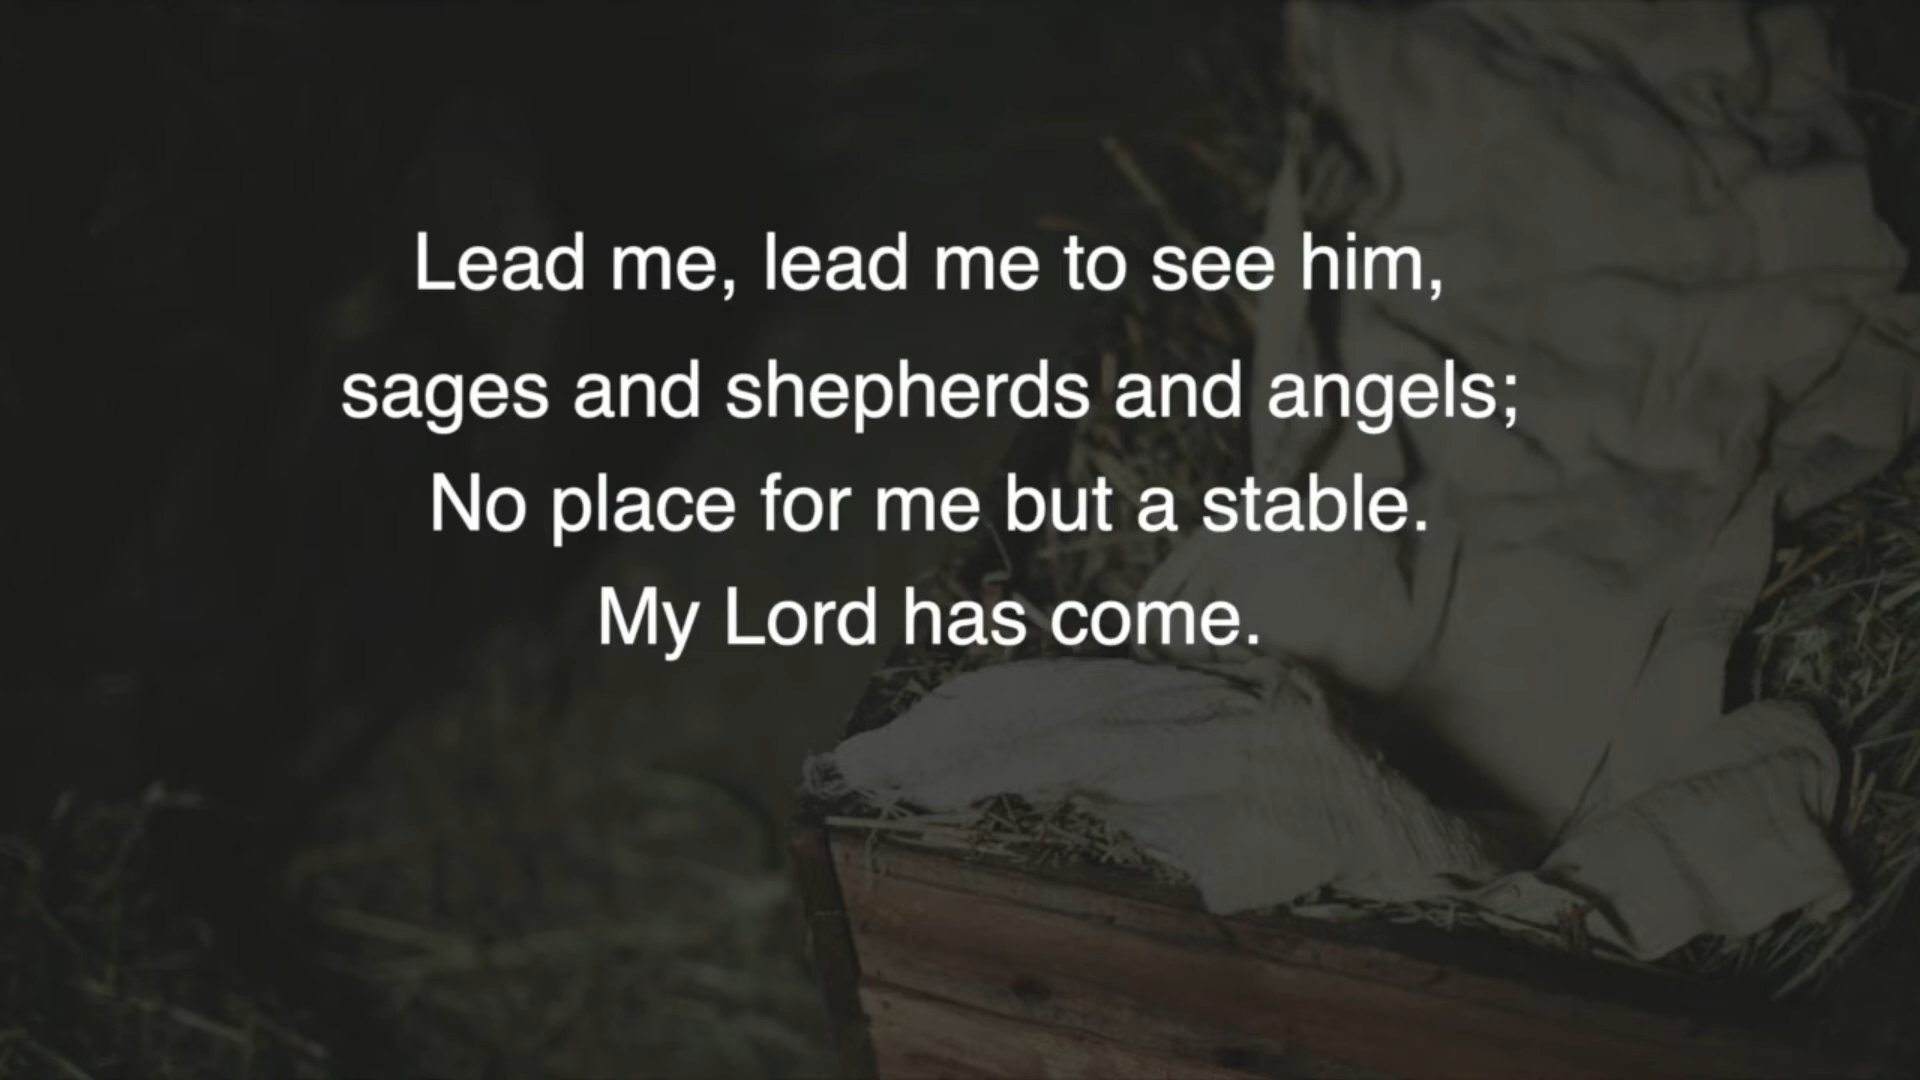 Lead me, lead me to see him,
sages and shepherds and angels;
No place for me but a stable.
My Lord has come.